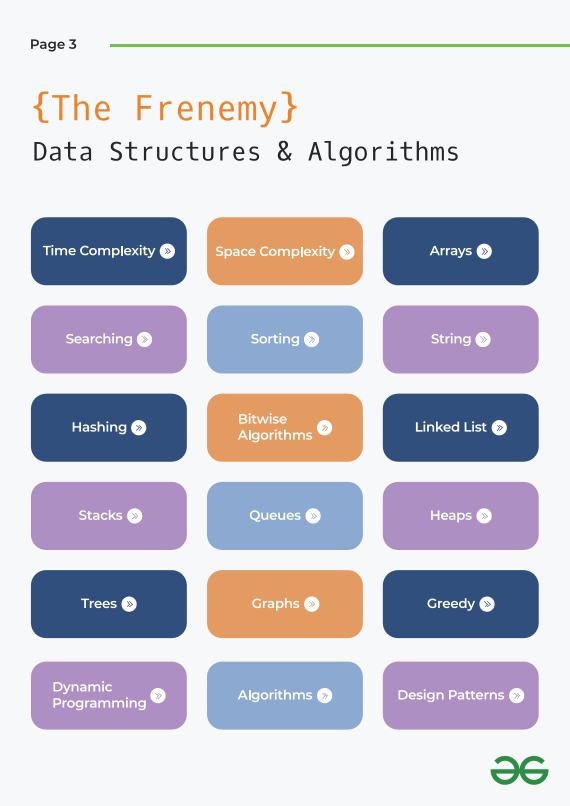 Page 3
{The Frenemy}
Data Structures & Algorithms
Time Complexity
Space Complexity
Arrays
Searching
Sorting
String
Hashing
Bitwise
Algorithms
Linked List
Stacks
Queues
Heaps
Trees
Graphs
Greedy
Dynamic
Programming
Algorithms
Design Patterns